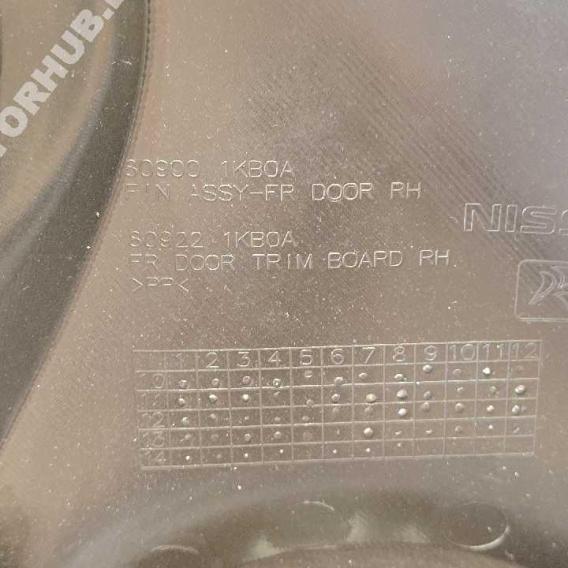 TORHUB.
80900 1KB0A
FIN ASSY-FR DOOR RH
NISS
80922 1KB0A
FR DOOR TRIM BOARD RH
>PP<
1 2 3 4 5 6 7 8 9 10 11 12
10
11
12
13
14